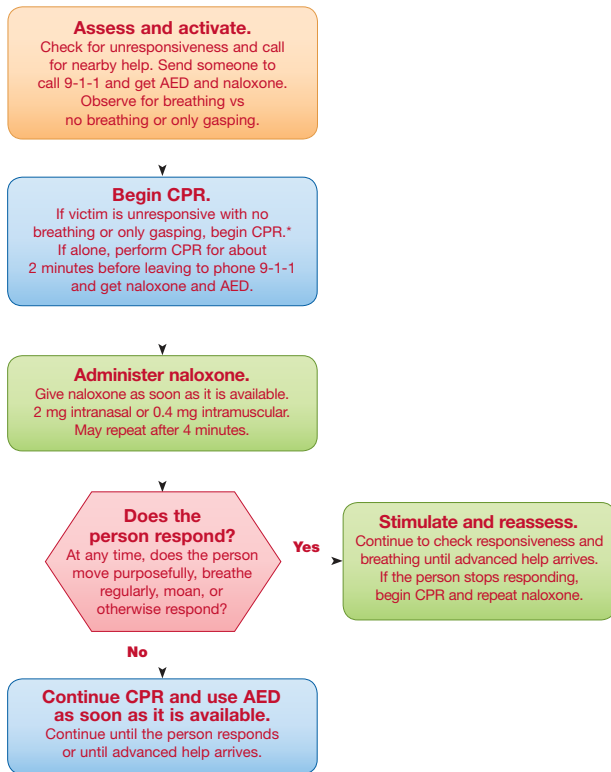 Assess and activate.
Check for unresponsiveness and call
for nearby help. Send someone to
call 9-1-1 and get AED and naloxone.
Observe for breathing vs
no breathing or only gasping.
Begin CPR.
If victim is unresponsive with no
breathing or only gasping, begin CPR.*
If alone, perform CPR for about
2 minutes before leaving to phone 9-1-1
and get naloxone and AED.
Administer naloxone.
Give naloxone as soon as it is available.
2 mg intranasal or 0.4 mg intramuscular.
May repeat after 4 minutes.
Does the
person respond?
At any time, does the person
move purposefully, breathe
regularly, moan, or
otherwise respond?
Yes
Stimulate and reassess.
Continue to check responsiveness and
breathing until advanced help arrives.
If the person stops responding,
begin CPR and repeat naloxone.
No
Continue CPR and use AED
as soon as it is available.
Continue until the person responds
or until advanced help arrives.